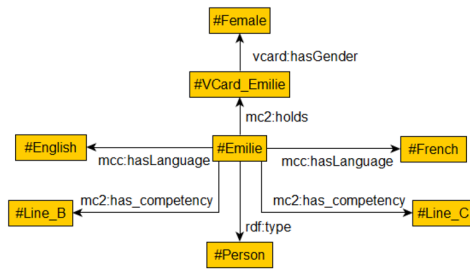 #Female
vcard:hasGender
#VCard_Emilie
mc2:holds
#English
#Emilie
#French
mcc:hasLanguage
mcc:hasLanguage
#Line_B
mc2:has_competency
mc2:has_competency
#Line_C
rdf:type
#Person